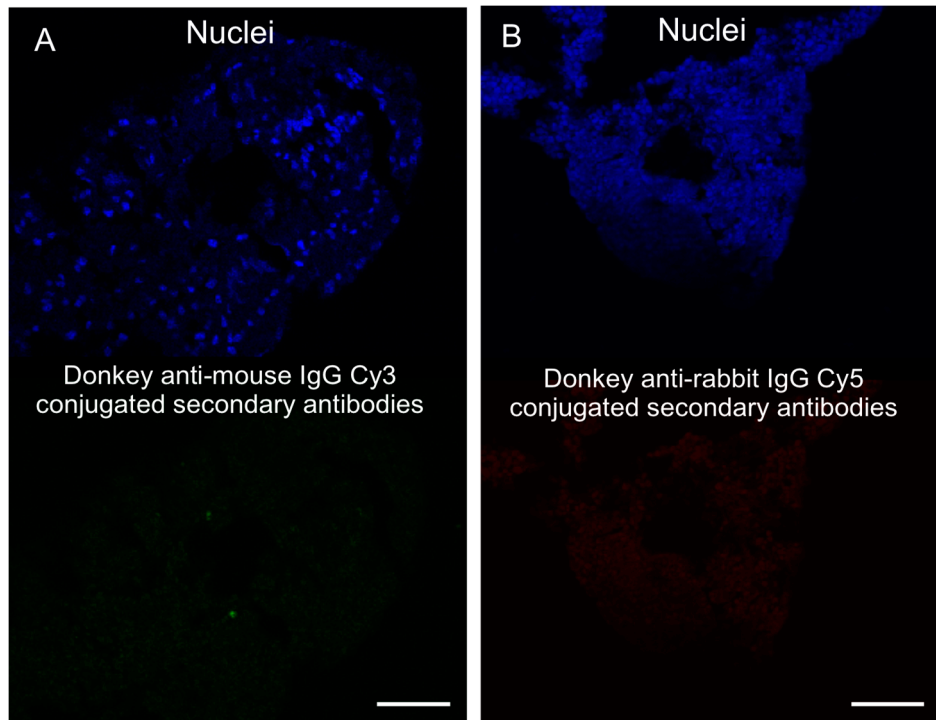 A
Nuclei
Donkey anti-mouse IgG Cy3
conjugated secondary antibodies
B
Nuclei
Donkey anti-rabbit IgG Cy5
conjugated secondary antibodies